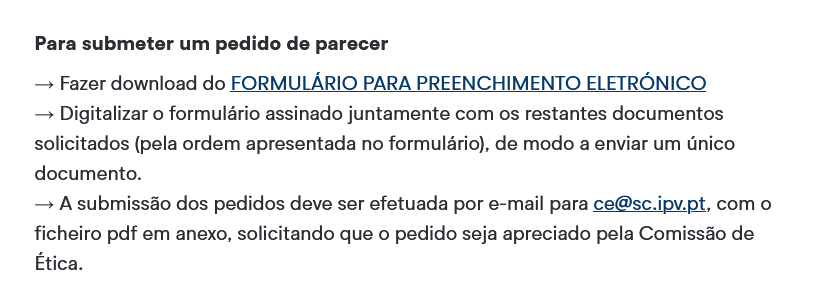 Para submeter um pedido de parecer
→ Fazer download do FORMULÁRIO PARA PREENCHIMENTO ELETRÓNICO
→ Digitalizar o formulário assinado juntamente com os restantes documentos
solicitados (pela ordem apresentada no formulário), de modo a enviar um único
documento.
→ A submissão dos pedidos deve ser efetuada por e-mail para ce@sc.ipv.pt, com o
ficheiro pdf em anexo, solicitando que o pedido seja apreciado pela Comissão de
Ética.